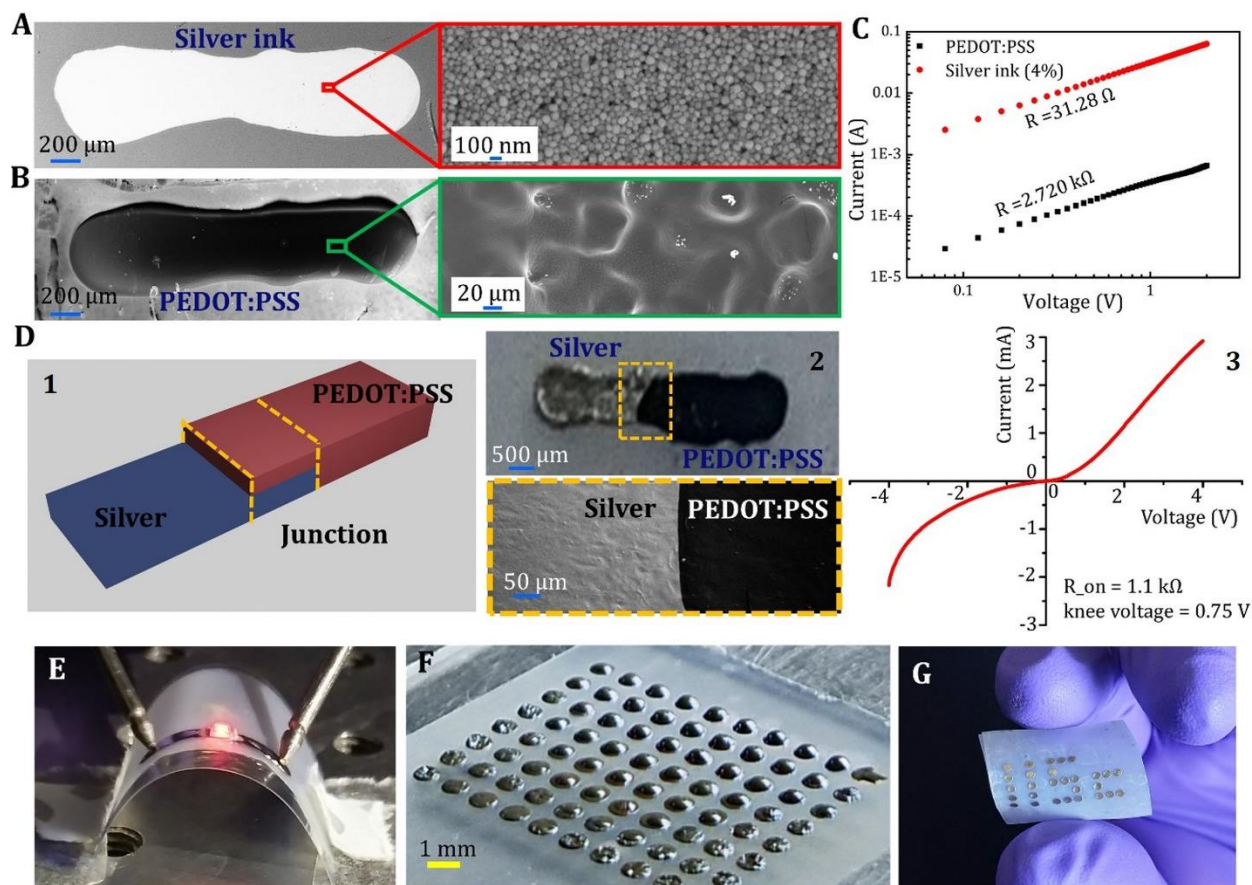 A
Silver ink
200 µm
100 nm
B
200 µm
PEDOT:PSS
20 µm
C
PEDOT:PSS
Silver ink (4%)
R =31.28 Ω
R =2.720 kΩ
Current (A)
0.1
0.01
1E-3
1E-4
1E-5
0.1 1
Voltage (V)
D
1
PEDOT:PSS
Silver
Junction
Silver
2
500 µm
PEDOT:PSS
Silver PEDOT:PSS
50 µm
3
Current (mA)
3
2
1
0
-4 -2 0 2 4
Voltage (V)
-1
-2
-3
R_on = 1.1 kΩ
knee voltage = 0.75 V
E
F
1 mm
G